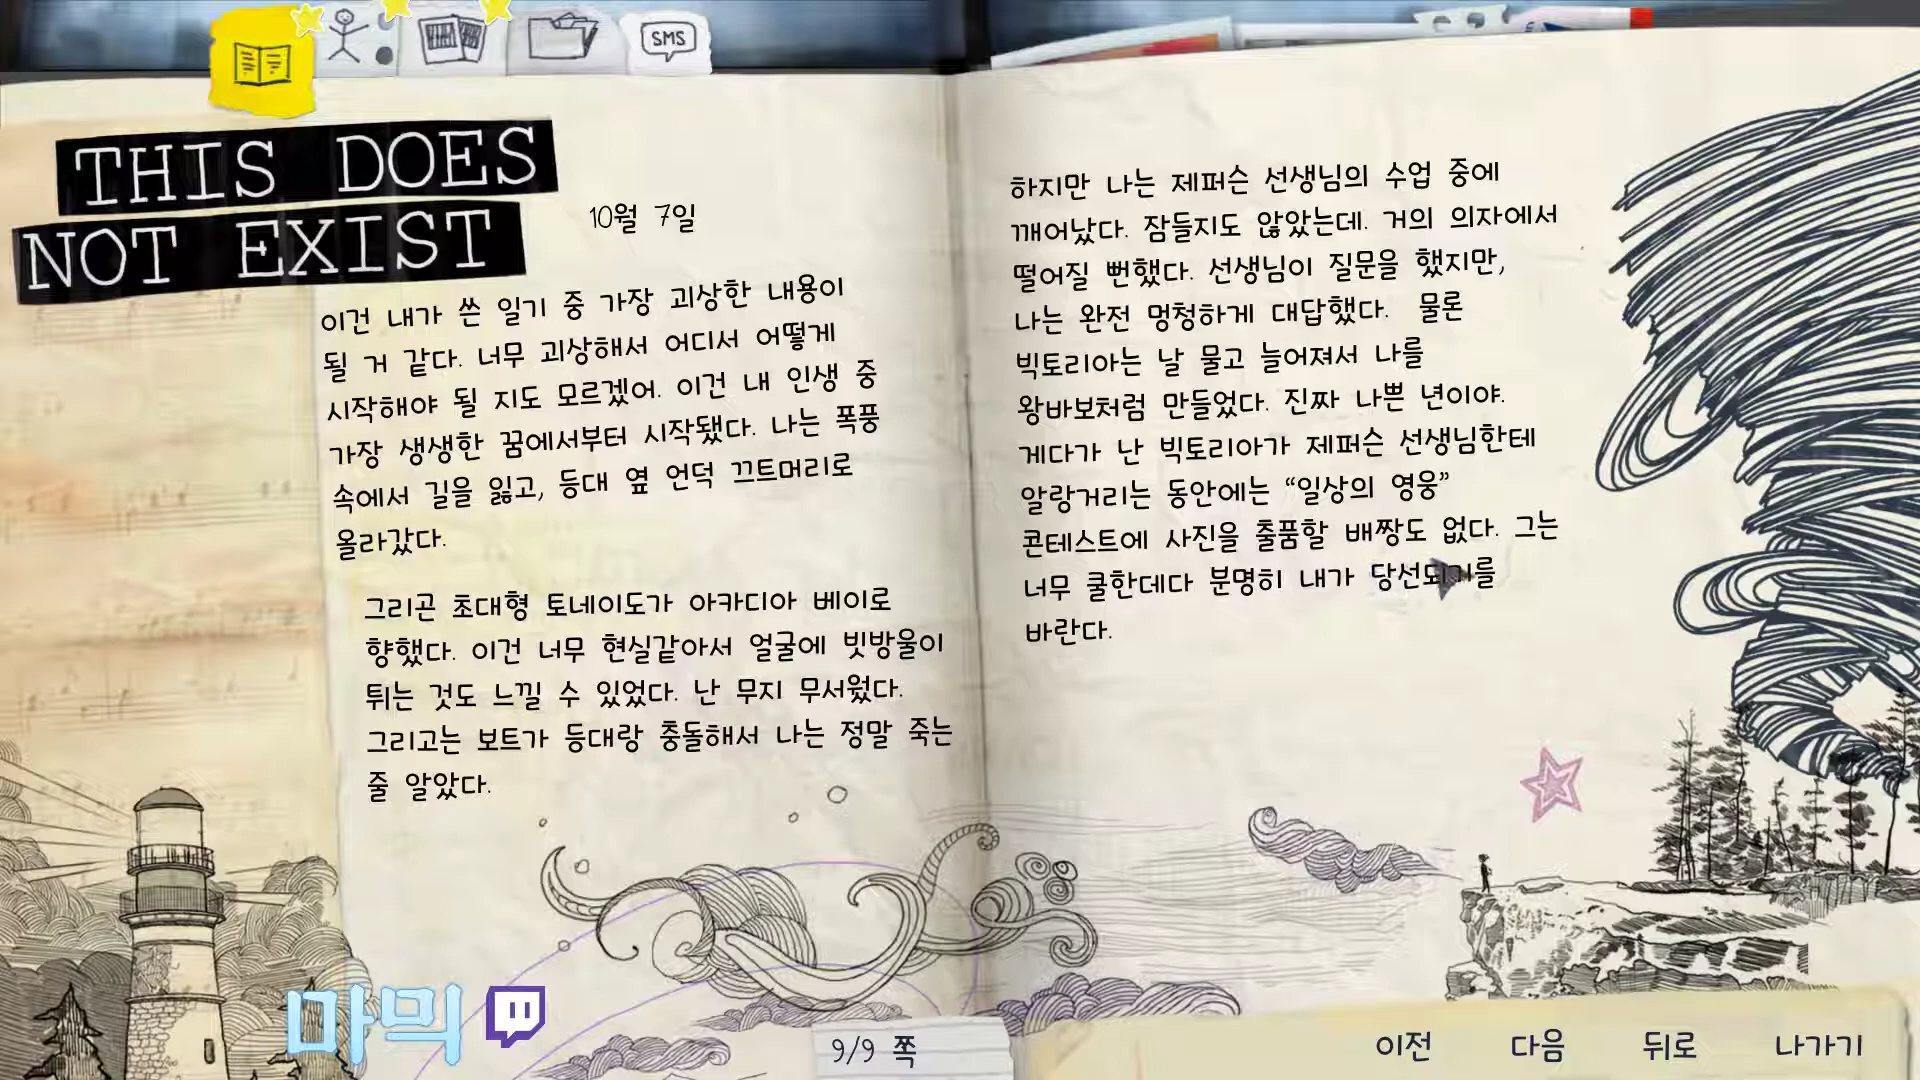 SMS
THIS DOES
NOT EXIST
10월 7일
이건 내가 쓴 일기 중 가장 괴상한 내용이
될 거 같다. 너무 괴상해서 어디서 어떻게
시작해야 될 지도 모르겠어. 이건 내 인생 중
가장 생생한 꿈에서부터 시작됐다. 나는 폭풍
속에서 길을 잃고, 등대 옆 언덕 끄트머리로
올라갔다.
그리곤 초대형 토네이도가 아카디아 베이로
향했다. 이건 너무 현실같아서 얼굴에 빗방울이
튀는 것도 느낄 수 있었다. 난 무지 무서웠다.
그리고는 보트가 등대랑 충돌해서 나는 정말 죽는
줄 알았다.
하지만 나는 제퍼슨 선생님의 수업 중에
깨어났다. 잠들지도 않았는데. 거의 의자에서
떨어질 뻔했다. 선생님이 질문을 했지만,
나는 완전 멍청하게 대답했다. 물론
빅토리아는 날 물고 늘어져서 나를
왕바보처럼 만들었다. 진짜 나쁜 년이야.
게다가 난 빅토리아가 제퍼슨 선생님한테
알랑거리는 동안에는 “일상의 영웅”
콘테스트에 사진을 출품할 배짱도 없다. 그는
너무 쿨한데다 분명히 내가 당선되기를
바란다.
마믜
9/9 쪽
이전 다음 뒤로 나가기